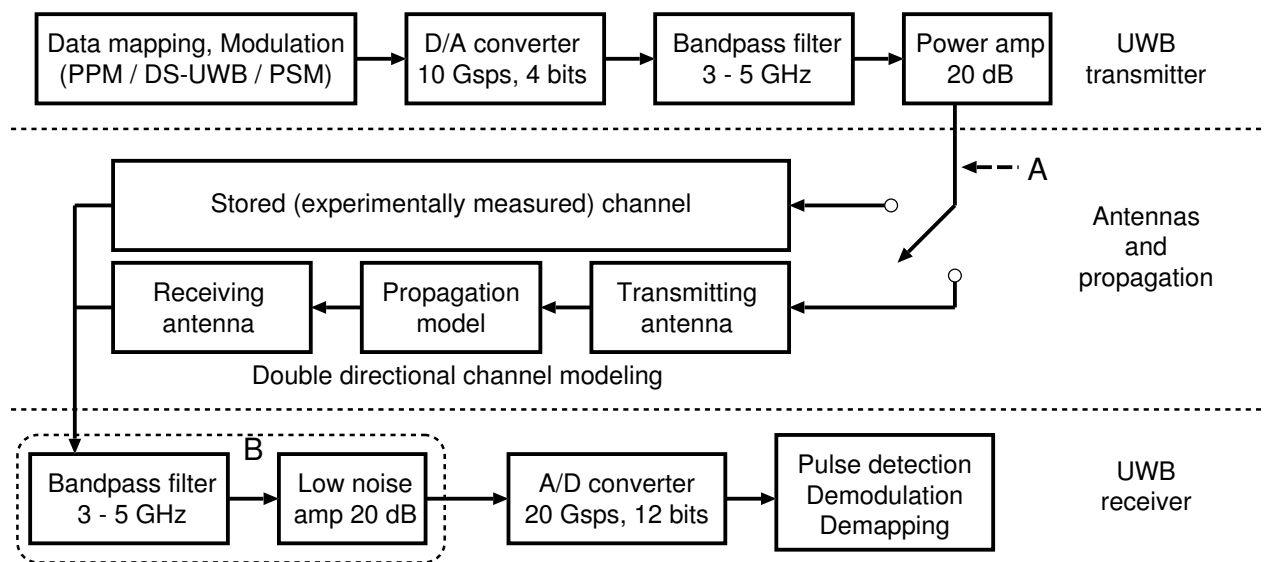 Data mapping, Modulation
(PPM / DS-UWB / PSM)
D/A converter
10 Gsps, 4 bits
Bandpass filter
3 - 5 GHz
Power amp
20 dB
UWB
transmitter
A
Stored (experimentally measured) channel
Antennas
and
propagation
Receiving
antenna
Propagation
model
Transmitting
antenna
Double directional channel modeling
B
Bandpass filter
3 - 5 GHz
Low noise
amp 20 dB
A/D converter
20 Gsps, 12 bits
Pulse detection
Demodulation
Demapping
UWB
receiver